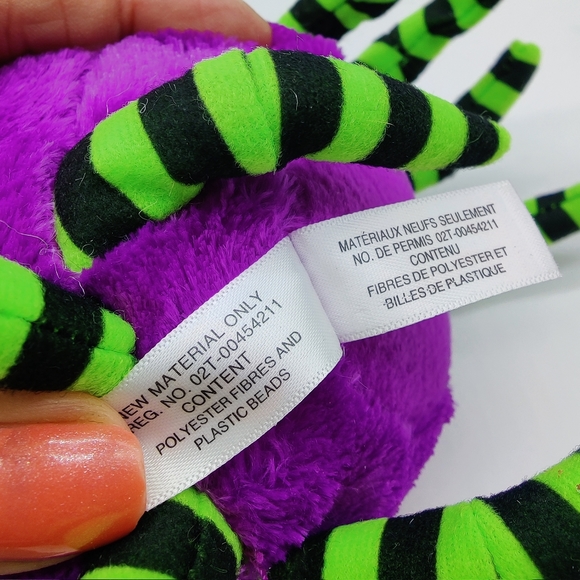 NEW MATERIAL ONLY
REG. NO. 02T-00454211
CONTENT
POLYESTER FIBRES AND
PLASTIC BEADS
MATÉRIAUX NEUFS SEULEMENT
NO. DE PERMIS 02T-00454211
CONTENU
FIBRES DE POLYESTER ET
BILLES DE PLASTIQUE